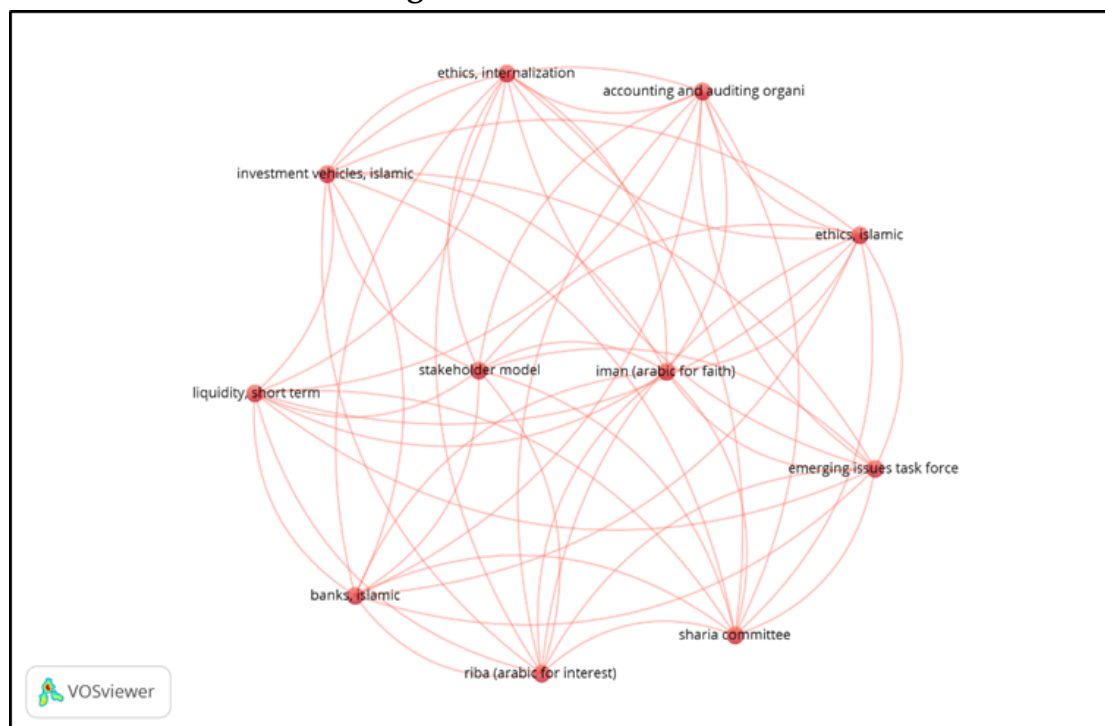 ethics, internalization
accounting and auditing organi
investment vehicles, islamic
ethics, islamic
stakeholder model
iman (arabic for faith)
liquidity, short term
emerging issues task force
banks, islamic
sharia committee
riba (arabic for interest)
VOSviewer